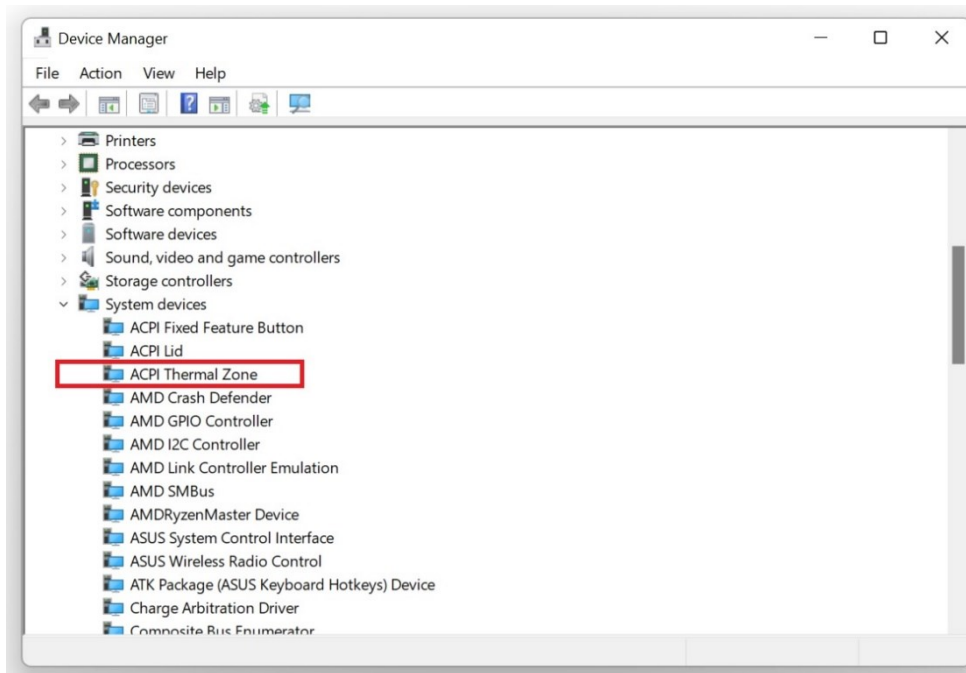 Device Manager
File Action View Help
Printers
Processors
Security devices
Software components
Software devices
Sound, video and game controllers
Storage controllers
System devices
ACPI Fixed Feature Button
ACPI Lid
ACPI Thermal Zone
AMD Crash Defender
AMD GPIO Controller
AMD I2C Controller
AMD Link Controller Emulation
AMD SMBus
AMDRyzenMaster Device
ASUS System Control Interface
ASUS Wireless Radio Control
ATK Package (ASUS Keyboard Hotkeys) Device
Charge Arbitration Driver
Composite Bus Enumerator